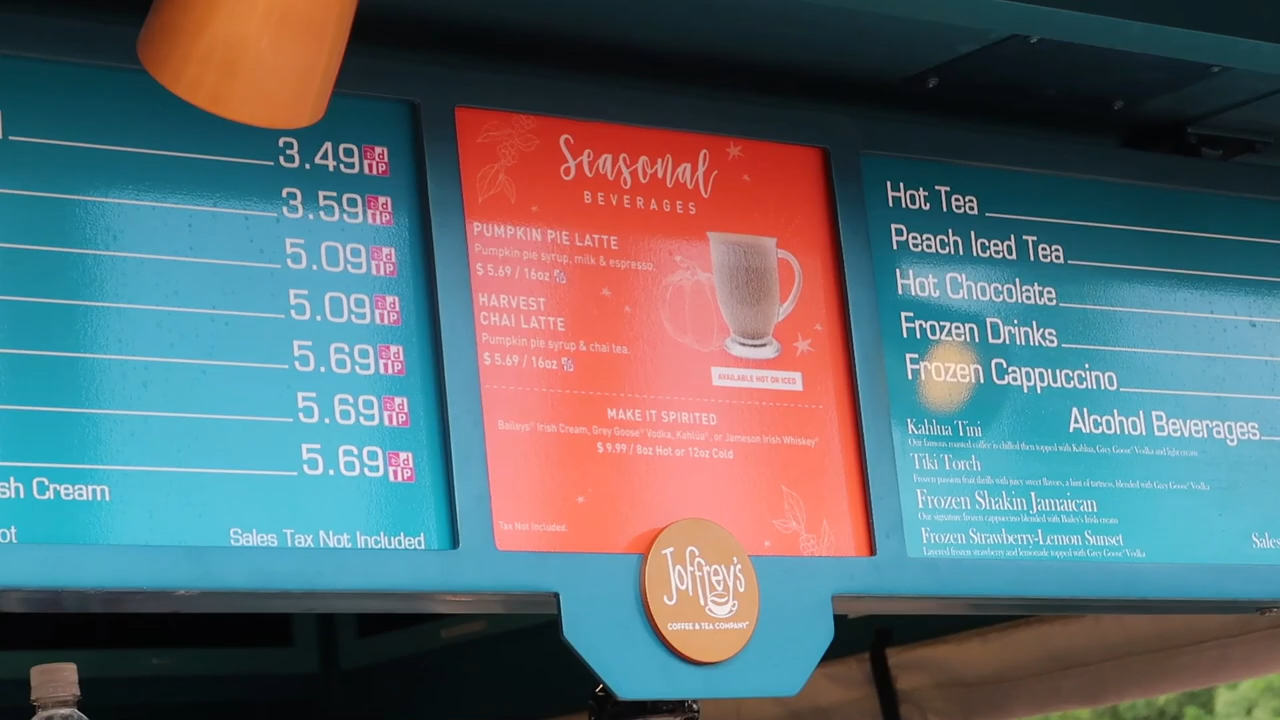 3.49
3.59
5.09
5.09
5.69
5.69
5.69
sh Cream
ot
Sales Tax Not Included
Seasonal
BEVERAGES
PUMPKIN PIE LATTE
Pumpkin pie syrup, milk & espresso.
$5.69 / 16oz
HARVEST
CHAI LATTE
Pumpkin pie syrup & chai tea.
$5.69 / 16oz
AVAILABLE HOT OR ICED
MAKE IT SPIRITED
Baileys® Irish Cream, Grey Goose® Vodka, Kahlúa®, or Jameson Irish Whiskey®
$9.99 / 8oz Hot or 12oz Cold
Tax Not Included.
Joffrey's
COFFEE & TEA COMPANY
Hot Tea
Peach Iced Tea
Hot Chocolate
Frozen Drinks
Frozen Cappuccino
Alcohol Beverages
Kahlua Tini
Our famous roasted coffee is chilled then topped with Kahlua, Grey Goose® Vodka and light cream
Tiki Torch
Frozen passion fruit thrills with juicy sweet flavors, a hint of tartness, blended with Grey Goose® Vodka
Frozen Shakin Jamaican
Our signature frozen cappuccino blended with Bailey's Irish cream
Frozen Strawberry-Lemon Sunset
Layered frozen strawberry and lemonade topped with Grey Goose® Vodka
Sales